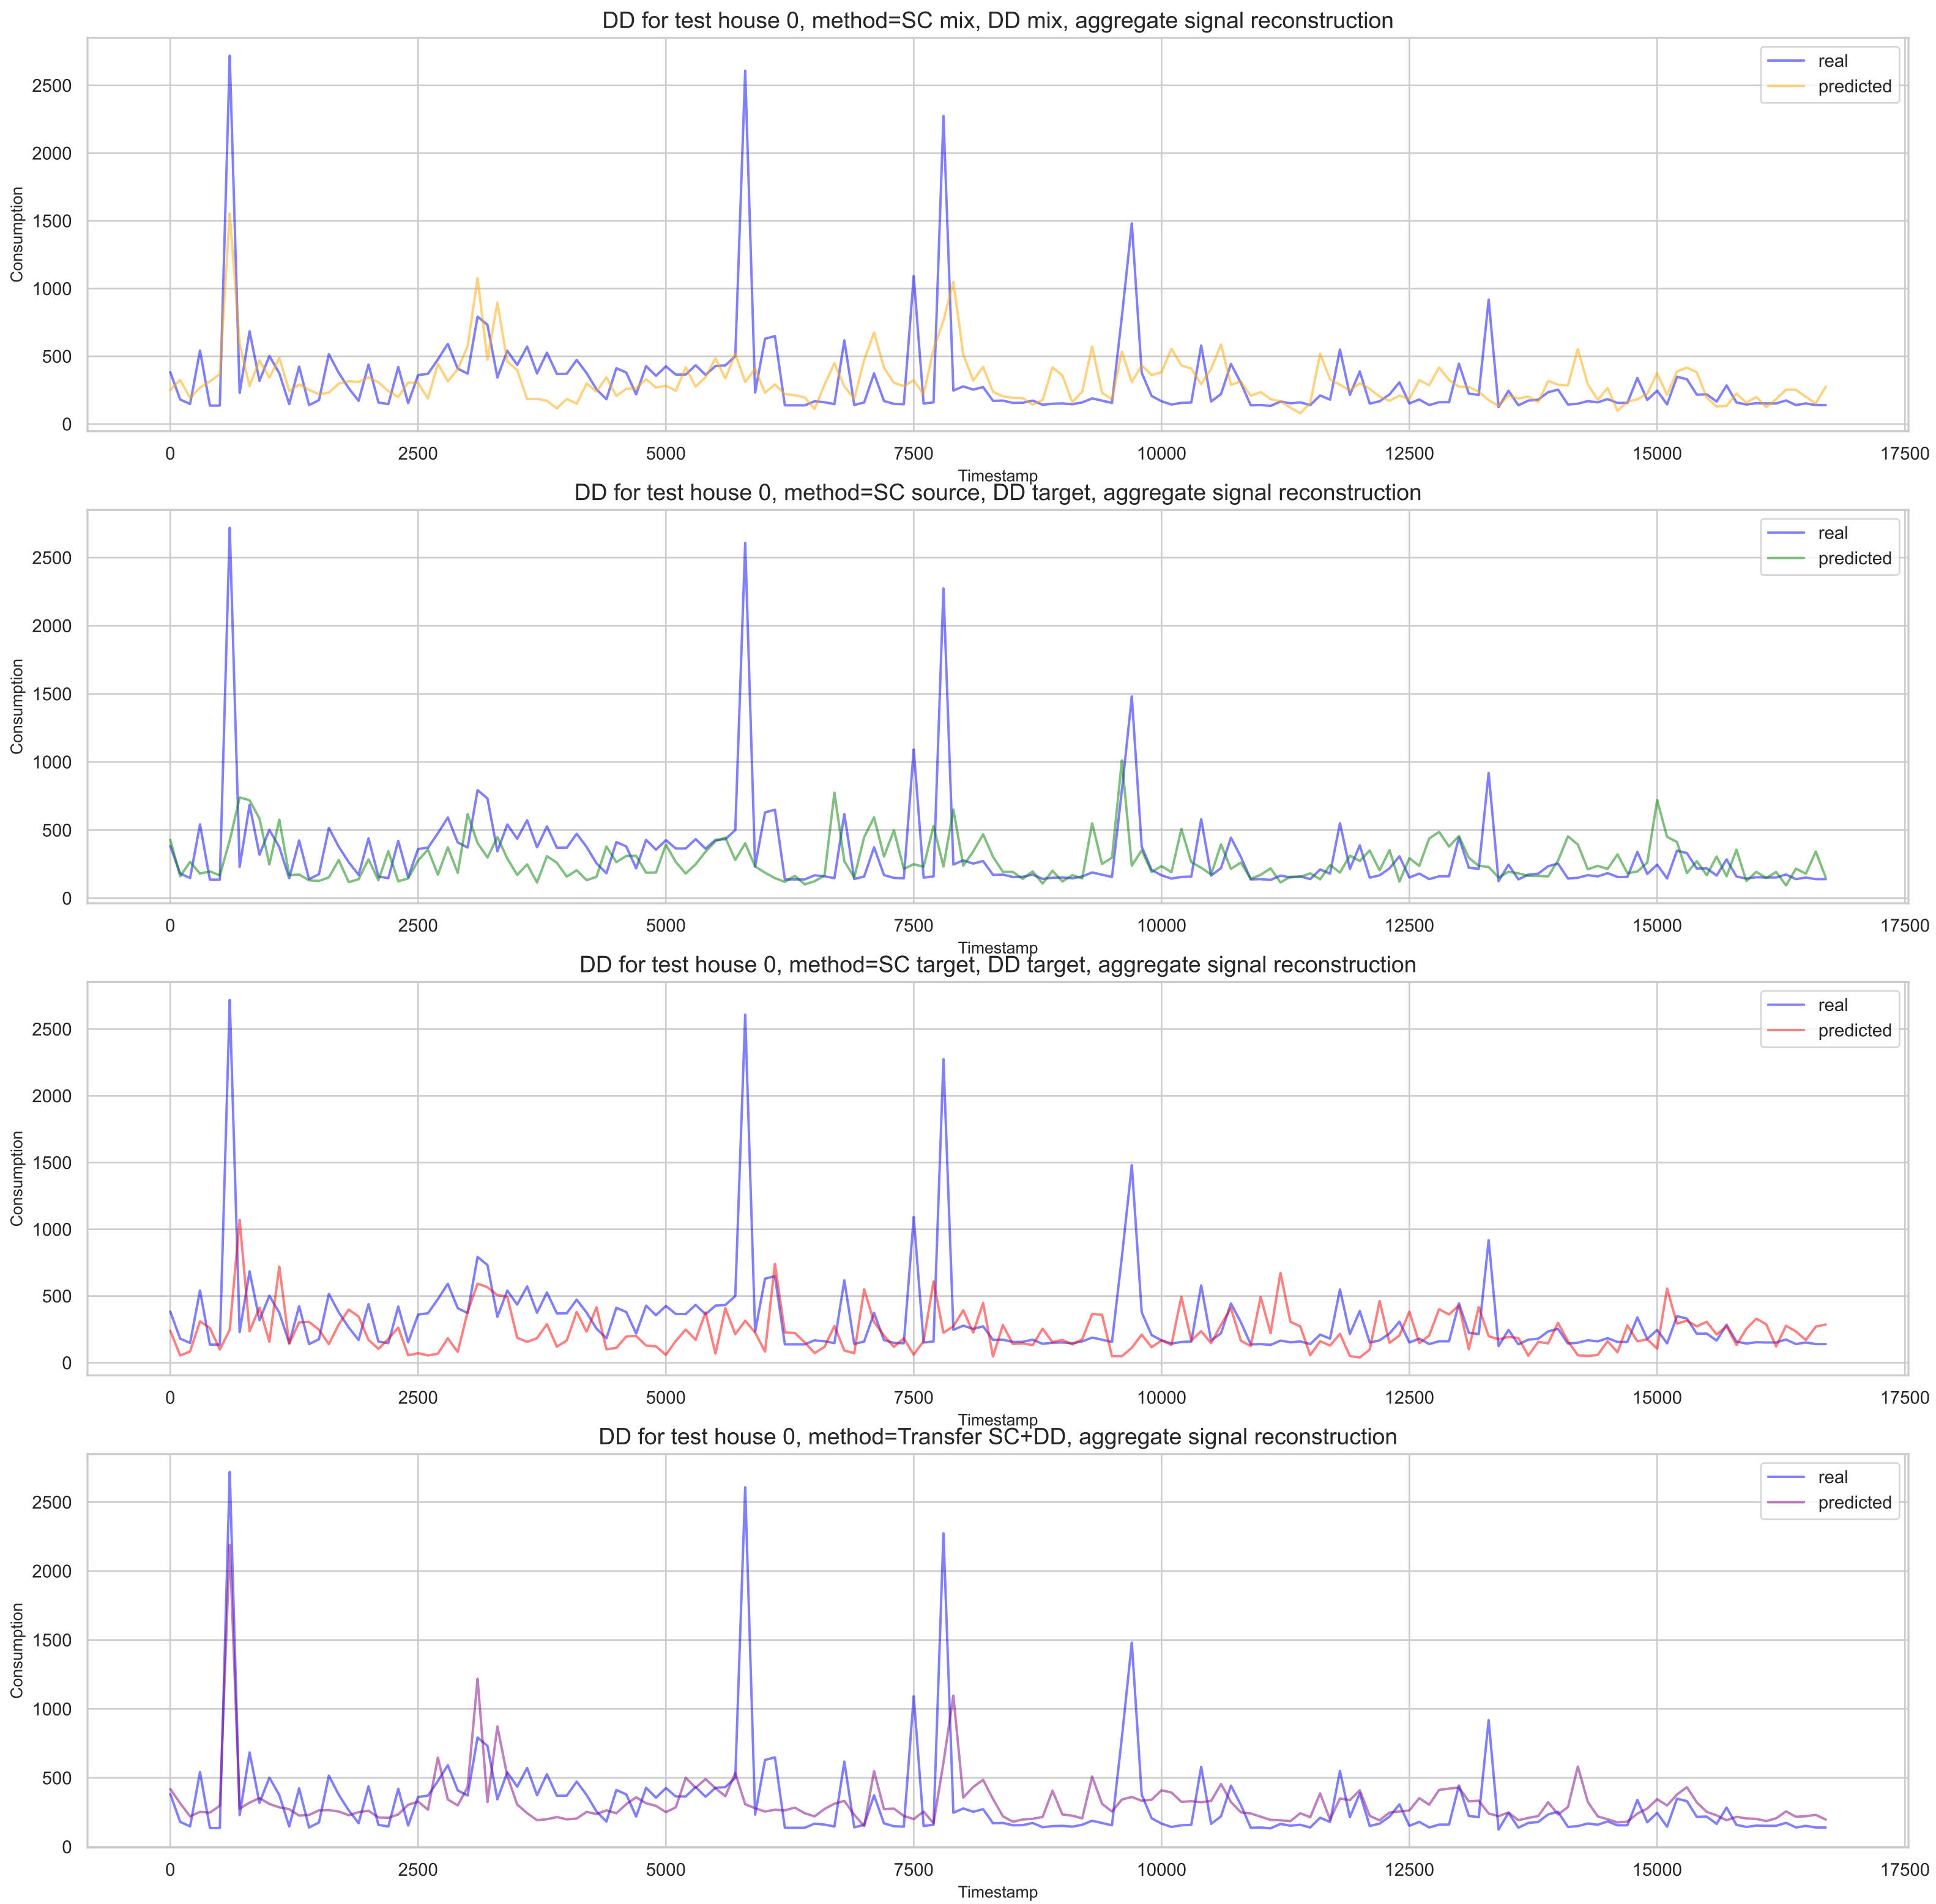 DD for test house 0, method=SC mix, DD mix, aggregate signal reconstruction
real
predicted
2500
2000
1500
1000
500
0
Consumption
0 2500 5000 7500 10000 12500 15000 17500
Timestamp
DD for test house 0, method=SC source, DD target, aggregate signal reconstruction
real
predicted
2500
2000
1500
1000
500
0
Consumption
0 2500 5000 7500 10000 12500 15000 17500
Timestamp
DD for test house 0, method=SC target, DD target, aggregate signal reconstruction
real
predicted
2500
2000
1500
1000
500
0
Consumption
0 2500 5000 7500 10000 12500 15000 17500
Timestamp
DD for test house 0, method=Transfer SC+DD, aggregate signal reconstruction
real
predicted
2500
2000
1500
1000
500
0
Consumption
0 2500 5000 7500 10000 12500 15000 17500
Timestamp